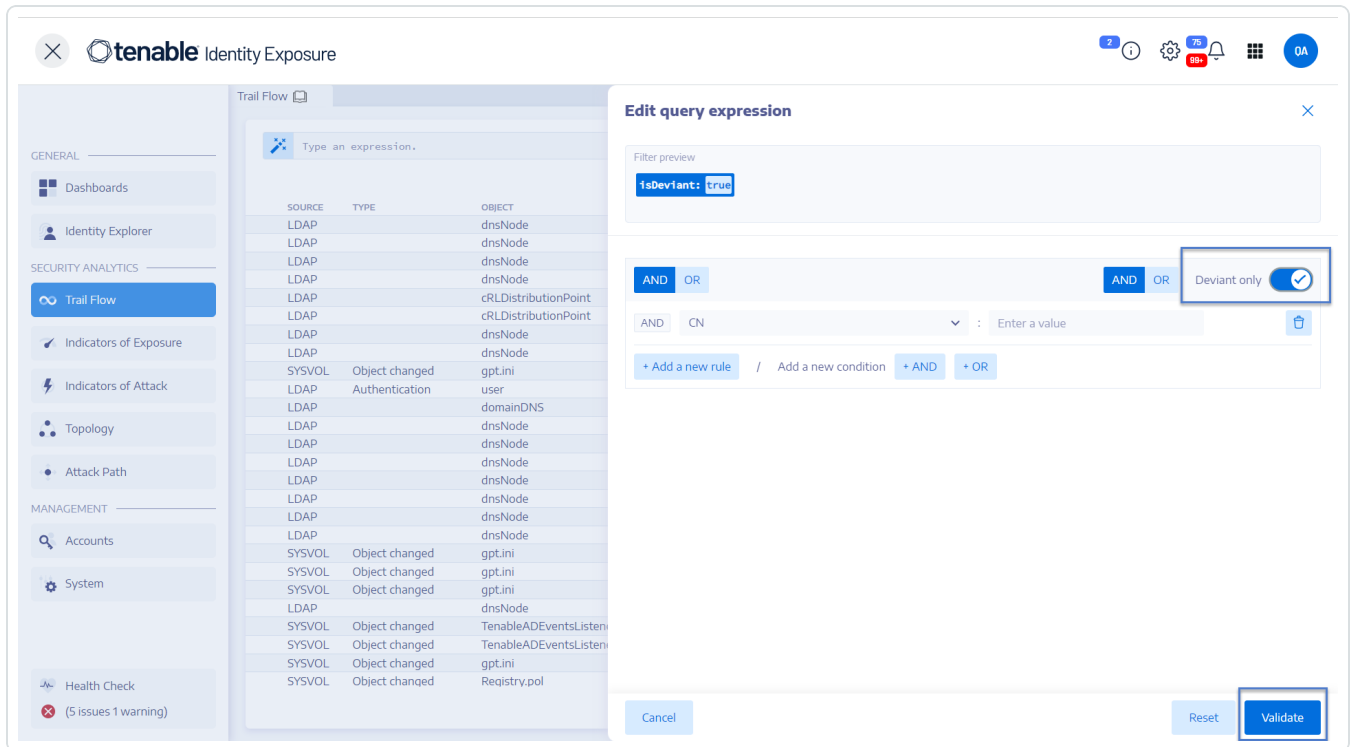 tenable Identity Exposure
2
75
99+
QA
GENERAL
Dashboards
Identity Explorer
SECURITY ANALYTICS
Trail Flow
Indicators of Exposure
Indicators of Attack
Topology
Attack Path
MANAGEMENT
Accounts
System
Health Check
(5 issues 1 warning)
Trail Flow
Type an expression.
SOURCE TYPE OBJECT
LDAP dnsNode
LDAP dnsNode
LDAP dnsNode
LDAP dnsNode
LDAP cRLDistributionPoint
LDAP cRLDistributionPoint
LDAP dnsNode
LDAP dnsNode
SYSVOL Object changed gpt.ini
LDAP Authentication user
LDAP domainDNS
LDAP dnsNode
LDAP dnsNode
LDAP dnsNode
LDAP dnsNode
LDAP dnsNode
LDAP dnsNode
LDAP dnsNode
SYSVOL Object changed gpt.ini
SYSVOL Object changed gpt.ini
SYSVOL Object changed gpt.ini
LDAP dnsNode
SYSVOL Object changed TenableADEventsListen
SYSVOL Object changed TenableADEventsListen
SYSVOL Object changed gpt.ini
SYSVOL Object changed Registry.pol
Edit query expression
Filter preview
isDeviant: true
AND OR AND OR Deviant only
AND CN : Enter a value
+ Add a new rule / Add a new condition + AND + OR
Cancel Reset Validate